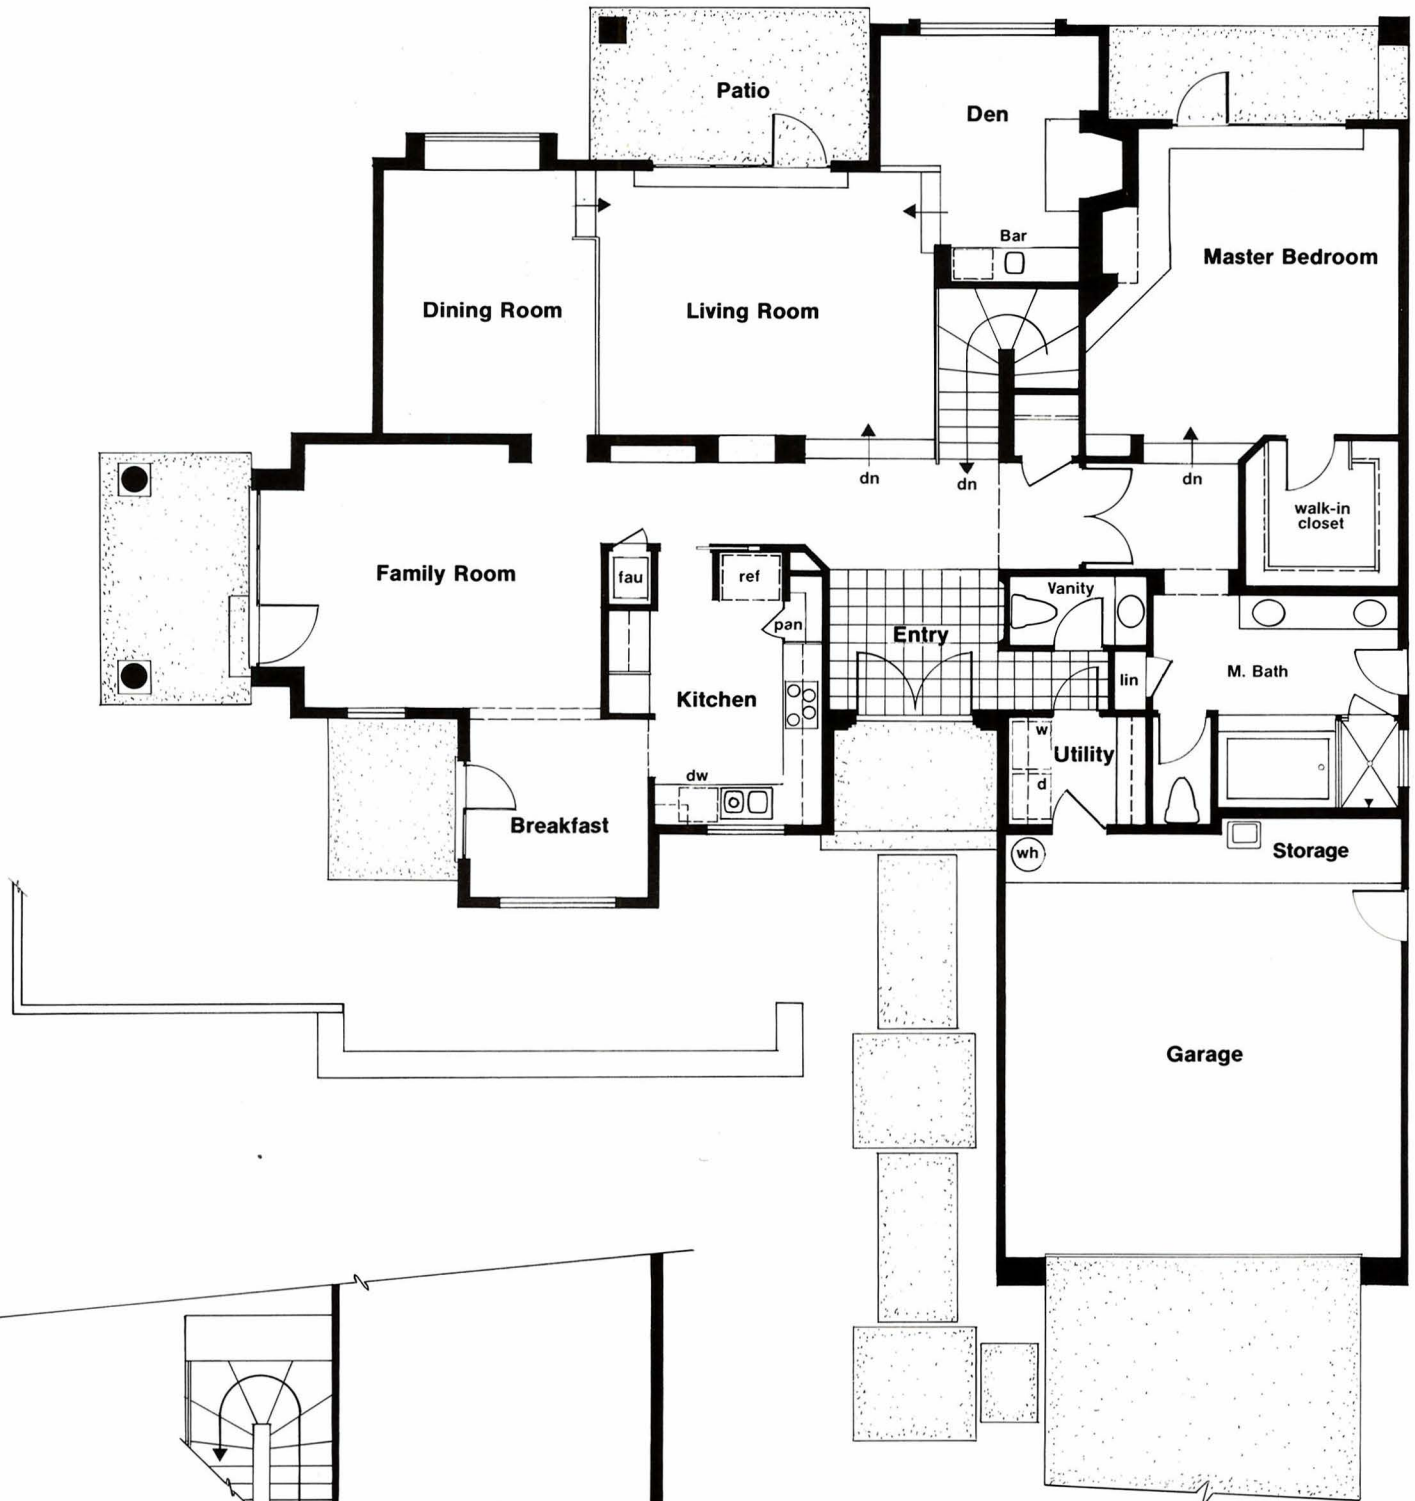 Patio
Den
Bar
Master Bedroom
Dining Room
Living Room
dn
dn
dn
walk-in
closet
Family Room
fau
ref
Vanity
pan
Entry
lin
M. Bath
Kitchen
w
Utility
dw
d
Breakfast
wh
Storage
Garage